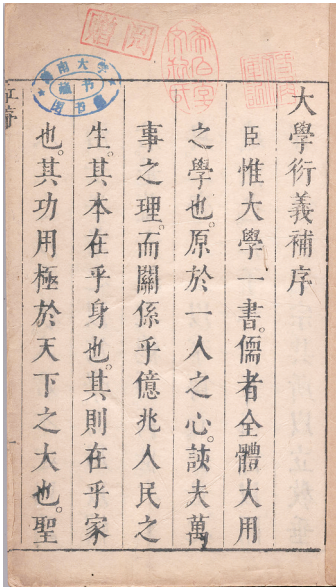 大學衍義補序
臣惟大學一書。儒者全體大用
之學也。原於一人之心。該夫萬
事之理。而關係乎億兆人民之
生。其本在乎身也。其則在乎家
也。其功用極於天下之大也。聖